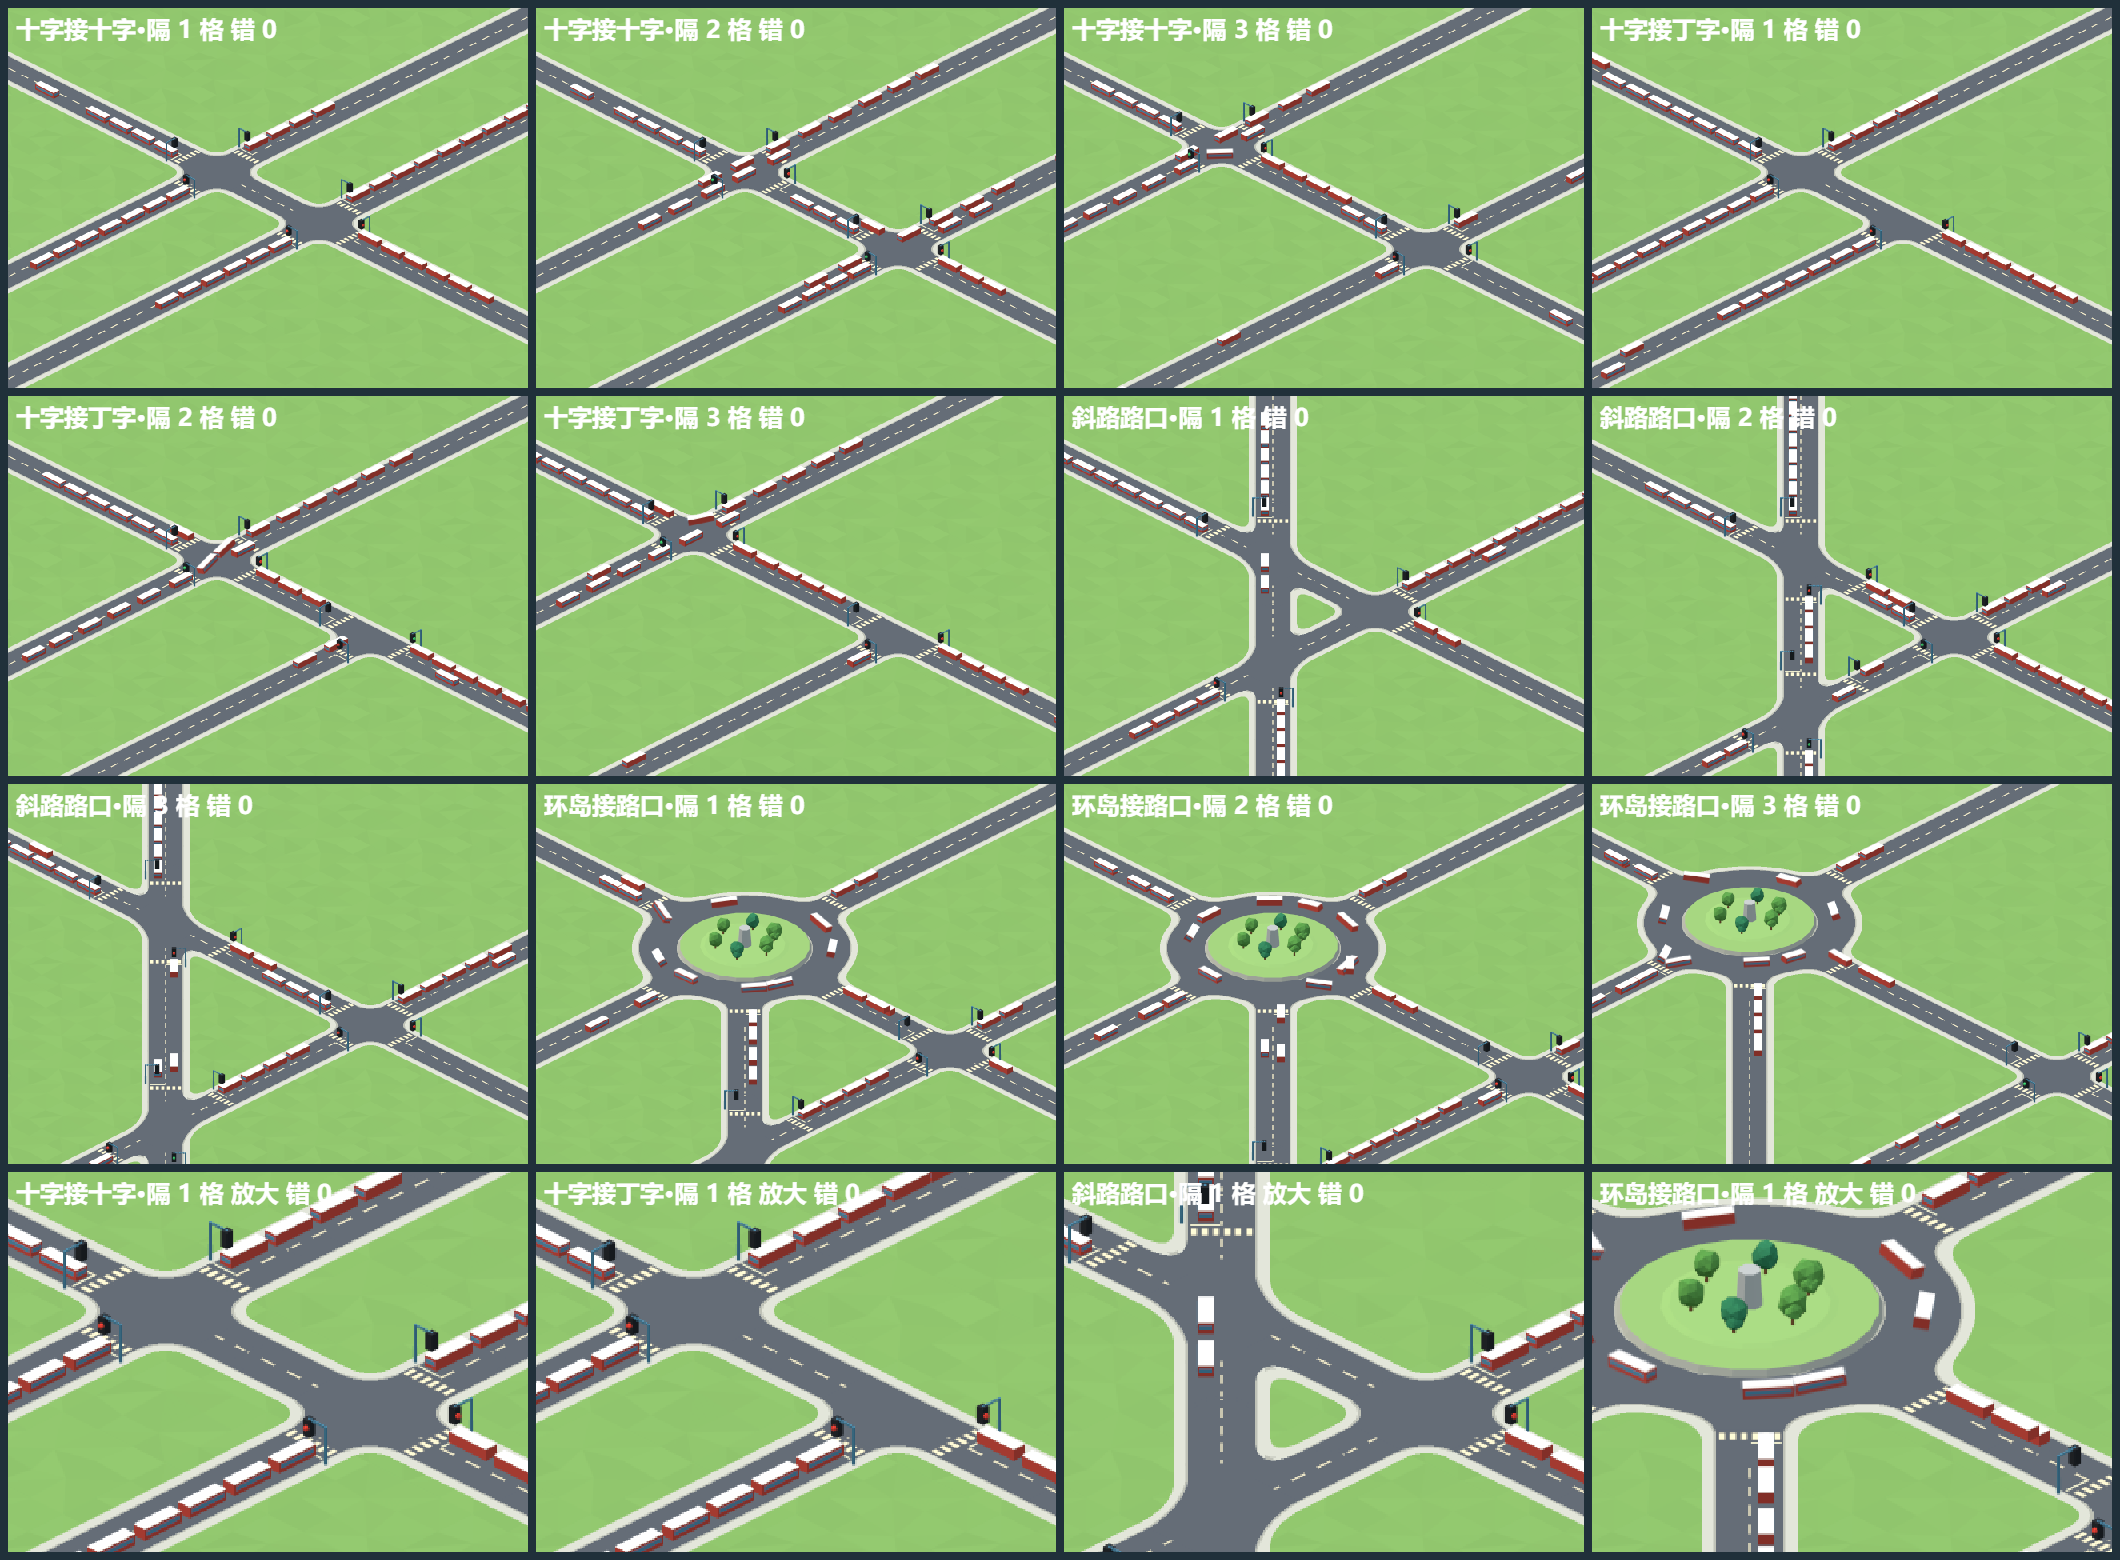 十字接十字·隔 1 格 错 0
十字接十字·隔 2 格 错 0
十字接十字·隔 3 格 错 0
十字接丁字·隔 1 格 错 0
十字接丁字·隔 2 格 错 0
十字接丁字·隔 3 格 错 0
斜路路口·隔 1 格 错 0
斜路路口·隔 2 格 错 0
斜路路口·隔 3 格 错 0
环岛接路口·隔 1 格 错 0
环岛接路口·隔 2 格 错 0
环岛接路口·隔 3 格 错 0
十字接十字·隔 1 格 放大 错 0
十字接丁字·隔 1 格 放大 错 0
斜路路口·隔 1 格 放大 错 0
环岛接路口·隔 1 格 放大 错 0